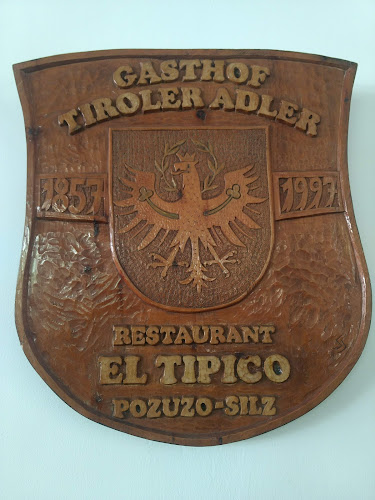 GASTHOF
TIROLER ADLER
1857 1997
RESTAURANT
EL TIPICO
POZUZO-SILZ